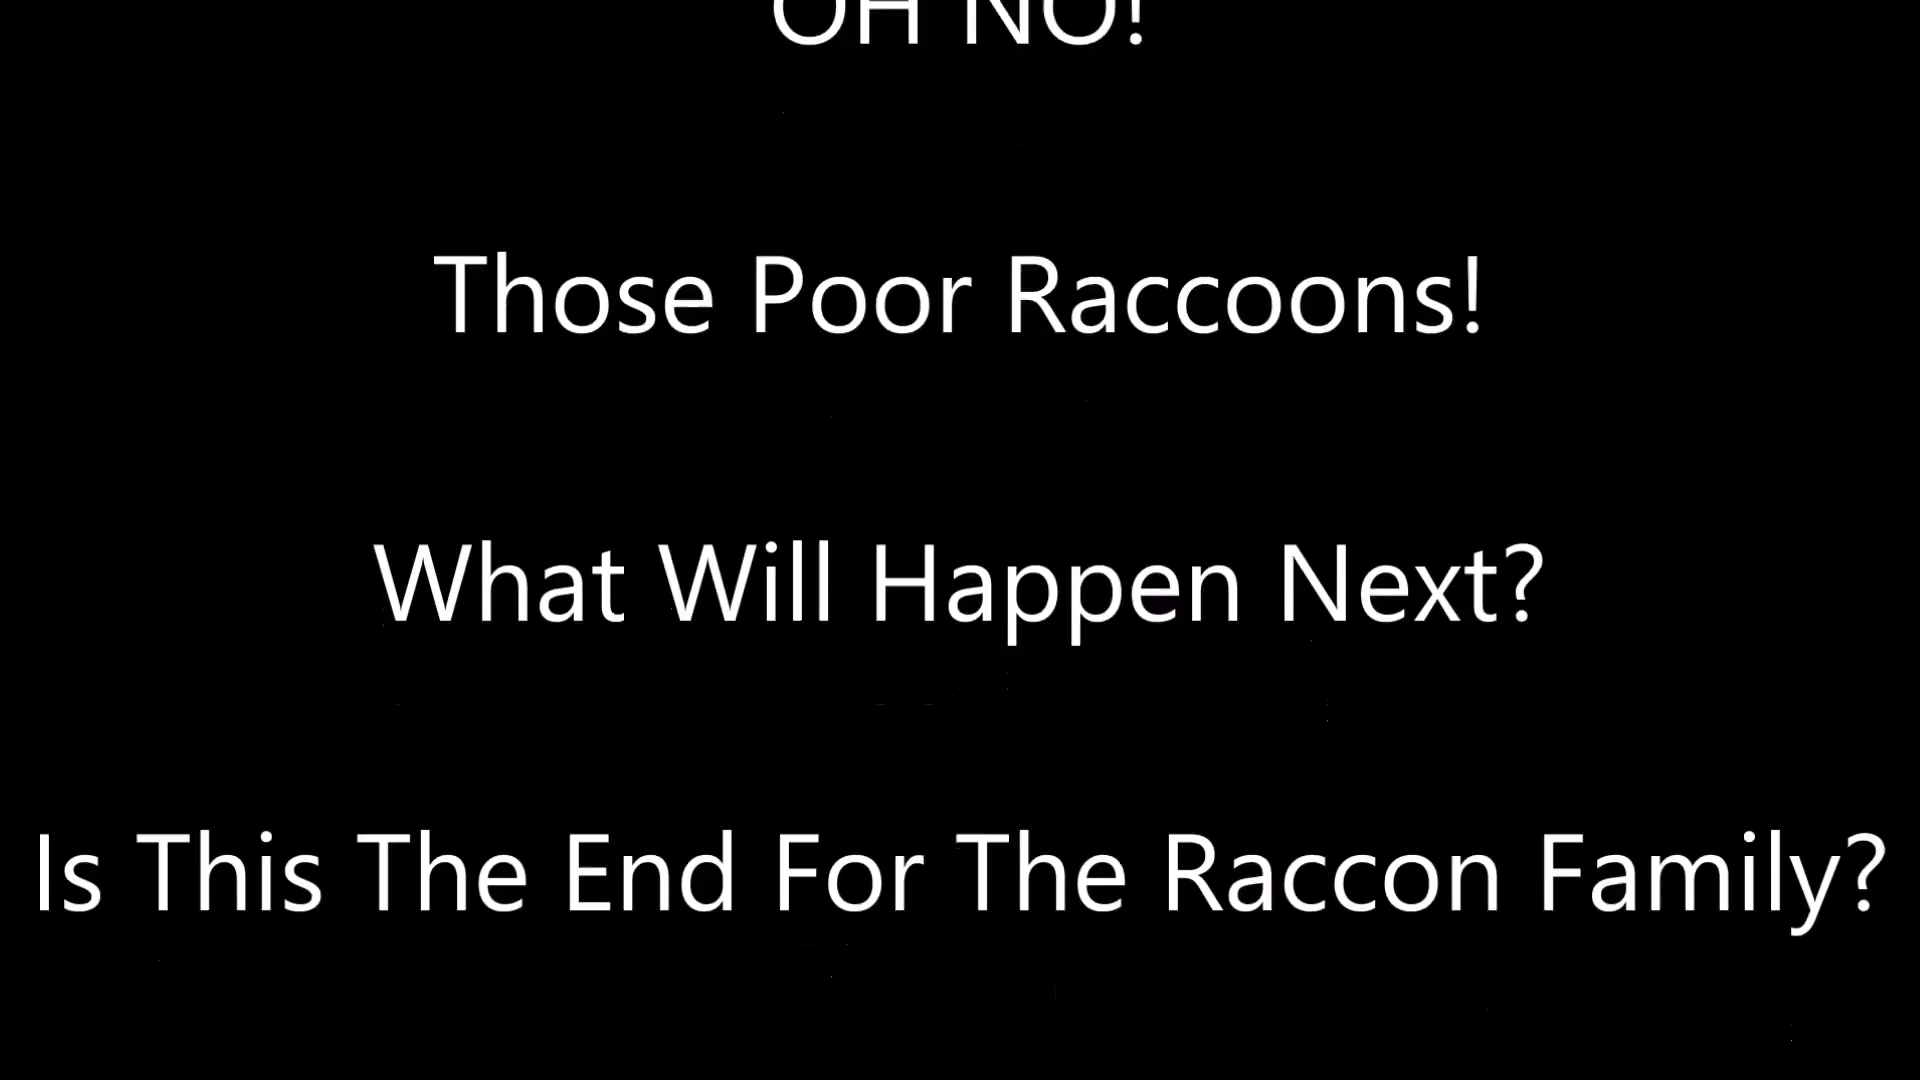 OH NO!
Those Poor Raccoons!
What Will Happen Next?
Is This The End For The Raccon Family?